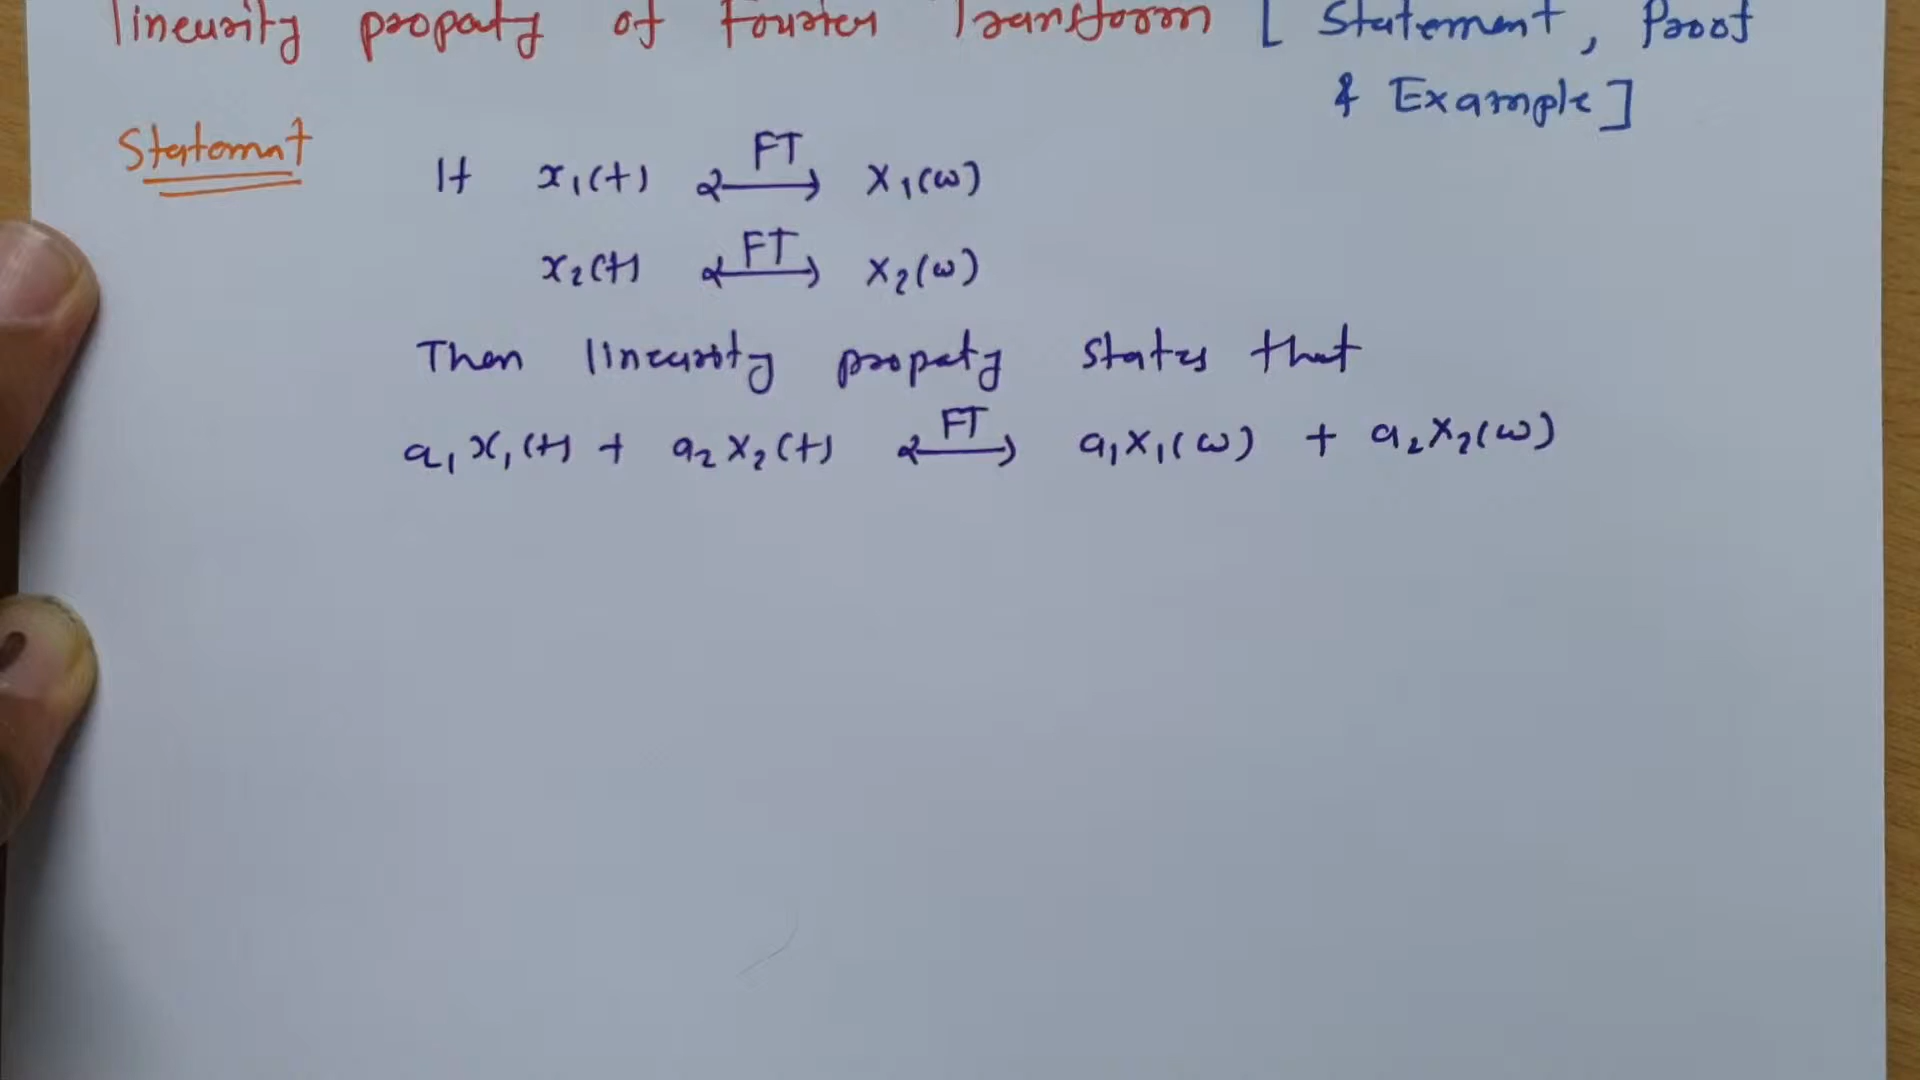 linearity property of Fourier Transform [ Statement, Proof
& Example ]
Statement
If x₁(t) ←FT→ X₁(ω)
x₂(t) ←FT→ X₂(ω)
Then linearity property states that
a₁x₁(t) + a₂x₂(t) ←FT→ a₁X₁(ω) + a₂X₂(ω)